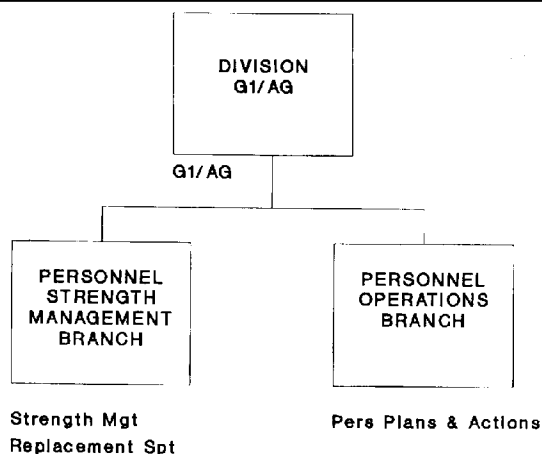 DIVISION
G1/AG
G1/AG
PERSONNEL
STRENGTH
MANAGEMENT
BRANCH
PERSONNEL
OPERATIONS
BRANCH
Strength Mgt
Replacement Spt
Pers Plans & Actions